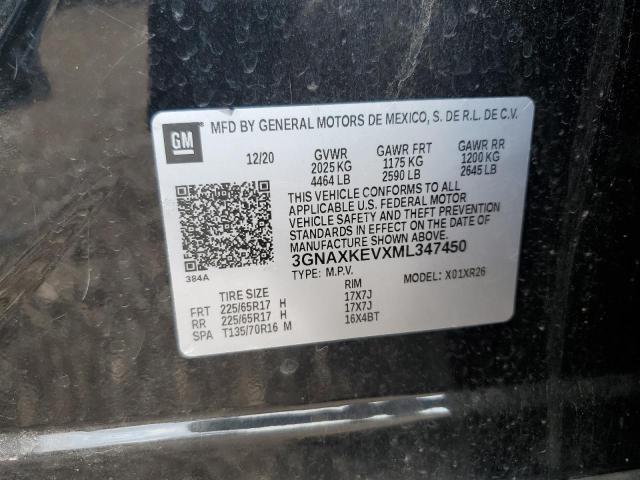 GM
MFD BY GENERAL MOTORS DE MEXICO, S. DE R.L. DE C.V.
12/20 GVWR GAWR FRT GAWR RR
2025 KG 1175 KG 1200 KG
4464 LB 2590 LB 2645 LB
THIS VEHICLE CONFORMS TO ALL
APPLICABLE U.S. FEDERAL MOTOR
VEHICLE SAFETY AND THEFT PREVENTION
STANDARDS IN EFFECT ON THE DATE OF
MANUFACTURE SHOWN ABOVE.
3GNAXKEVXML347450
384A
TYPE: M.P.V. MODEL: X01XR26
TIRE SIZE RIM
FRT 225/65R17 H 17X7J
RR 225/65R17 H 17X7J
SPA T135/70R16 M 16X4BT